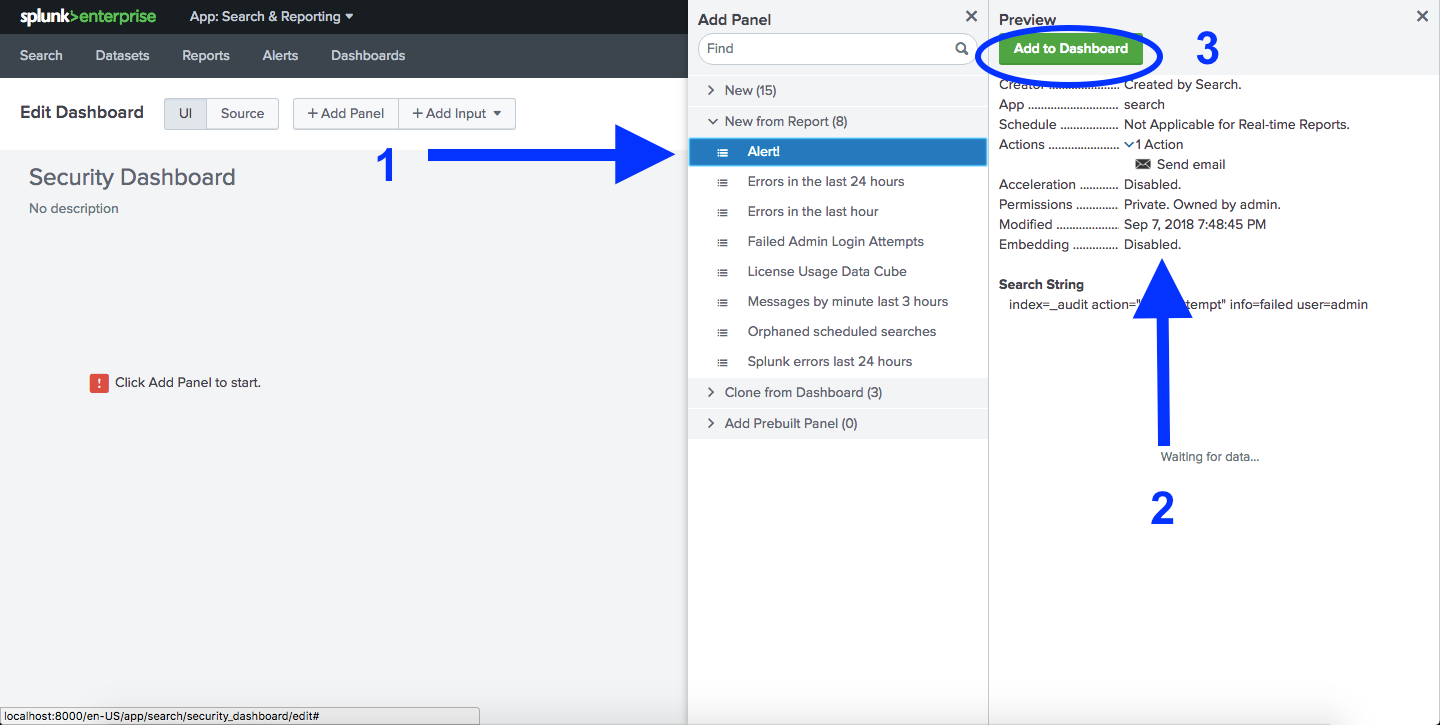 splunk>enterprise App: Search & Reporting
Search Datasets Reports Alerts Dashboards
Edit Dashboard UI Source + Add Panel + Add Input
Security Dashboard
No description
! Click Add Panel to start.
localhost:8000/en-US/app/search/security_dashboard/edit#
1
Add Panel
Find
New (15)
New from Report (8)
Alert!
Errors in the last 24 hours
Errors in the last hour
Failed Admin Login Attempts
License Usage Data Cube
Messages by minute last 3 hours
Orphaned scheduled searches
Splunk errors last 24 hours
Clone from Dashboard (3)
Add Prebuilt Panel (0)
Preview
Add to Dashboard
3
Creator .................... Created by Search.
App ........................... search
Schedule .................. Not Applicable for Real-time Reports.
Actions ...................... 1 Action
Send email
Acceleration ............ Disabled.
Permissions ............. Private. Owned by admin.
Modified ................... Sep 7, 2018 7:48:45 PM
Embedding .............. Disabled.
Search String
index=_audit action=" tempt" info=failed user=admin
Waiting for data...
2